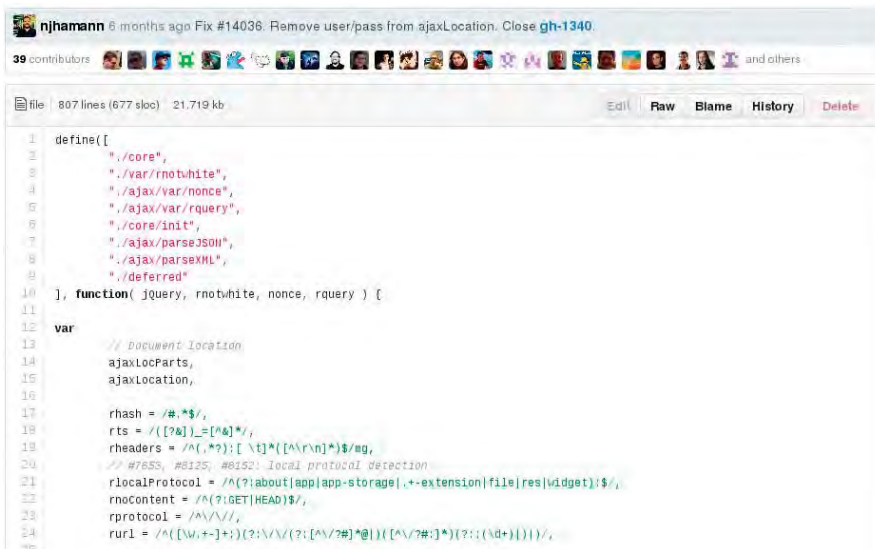 njhamann 6 months ago Fix #14036. Remove user/pass from ajaxLocation. Close gh-1340.
39 contributors and others
file 807 lines (677 sloc) 21.719 kb Edit Raw Blame History Delete
1 define([
2 "./core",
3 "./var/rnotwhite",
4 "./ajax/var/nonce",
5 "./ajax/var/rquery",
6 "./core/init",
7 "./ajax/parseJSON",
8 "./ajax/parseXML",
9 "./deferred"
10 ], function( jQuery, rnotwhite, nonce, rquery ) {
11
12 var
13 // Document location
14 ajaxLocParts,
15 ajaxLocation,
16
17 rhash = /#.*$/,
18 rts = /([?&])_=[^&]*/,
19 rheaders = /^(.*?):[ \t]*([^\r\n]*)$/mg,
20 // #7653, #8125, #8152: local protocol detection
21 rlocalProtocol = /^(?:about|app|app-storage|.+-extension|file|res|widget):$/,
22 rnoContent = /^(?:GET|HEAD)$/,
23 rprotocol = /^\/\//,
24 rurl = /^([\w.+-]+:)(?:\/\/(?:[^\/?#]*@|)([^\/?#:]*)(?::(\d+)|)|)/,
25